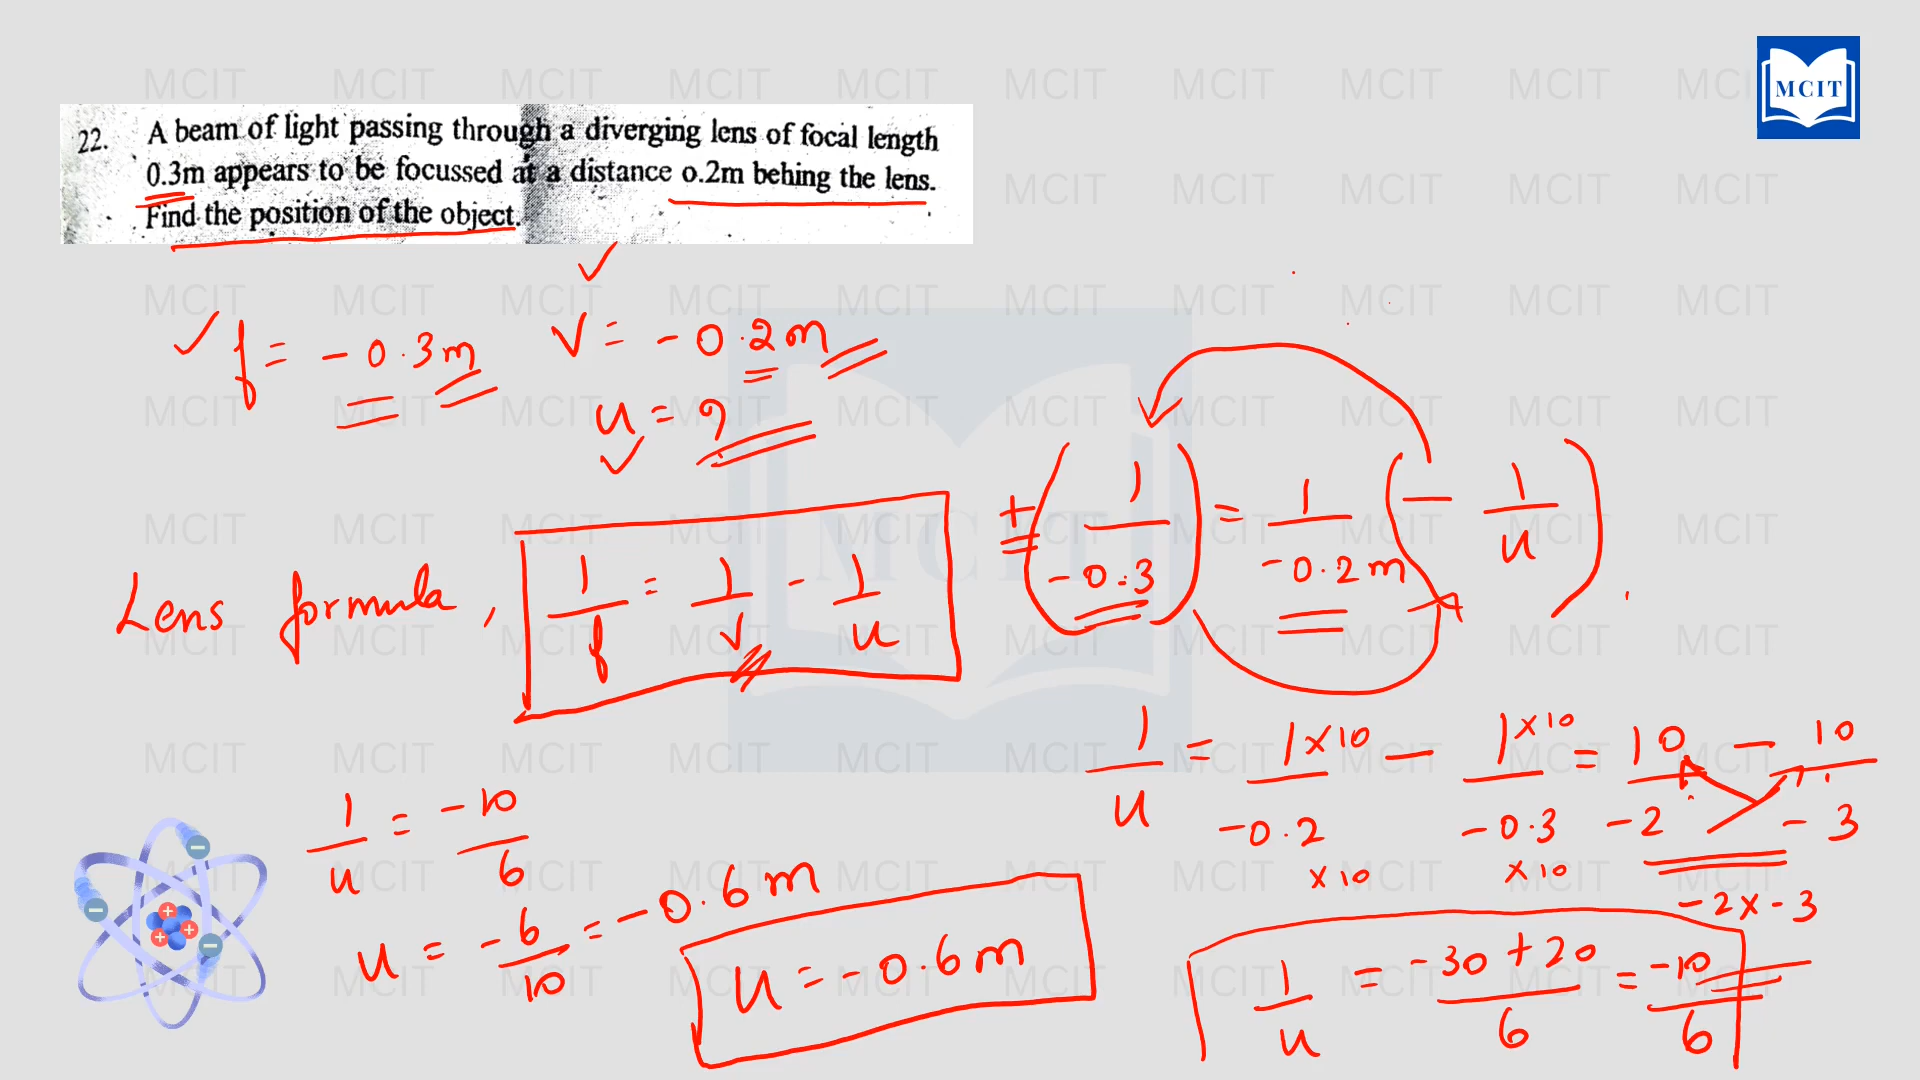 MCIT
22. A beam of light passing through a diverging lens of focal length
0.3m appears to be focussed at a distance o.2m behing the lens.
Find the position of the object.
f = - 0.3m
v = - 0.2m
u = ?
Lens formula, 1/f = 1/v - 1/u
+ (1/-0.3) = 1/-0.2m (- 1/u)
1/u = 1×10/-0.2×10 - 1×10/-0.3×10 = 10/-2 - 10/-3
-2×-3
1/u = -30+20/6 = -10/6
1/u = -10/6
u = -6/10 = -0.6m
u = -0.6m